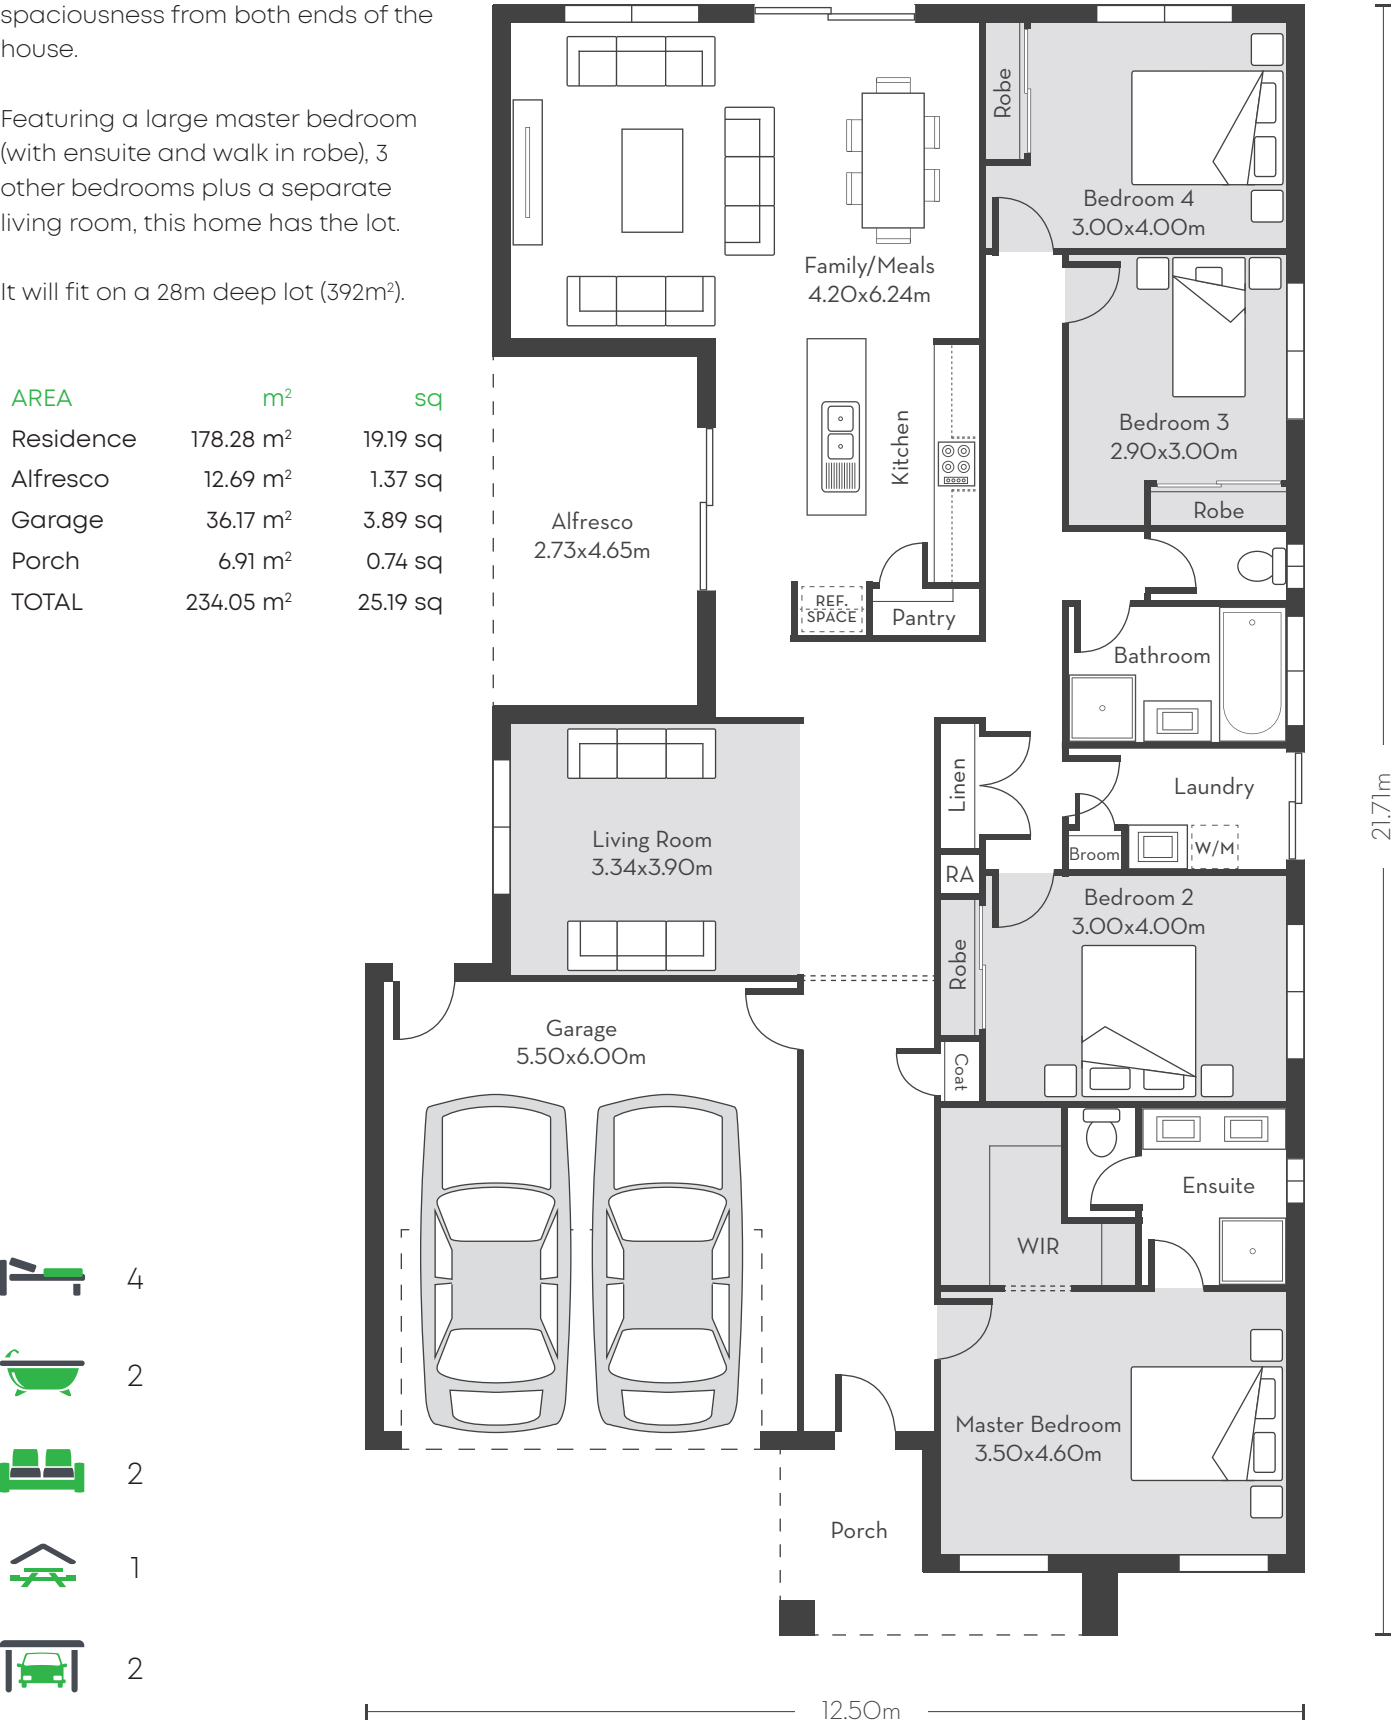 spaciousness from both ends of the
house.
Featuring a large master bedroom
(with ensuite and walk in robe), 3
other bedrooms plus a separate
living room, this home has the lot.
It will fit on a 28m deep lot (392m²).
AREA m² sq
Residence 178.28 m² 19.19 sq
Alfresco 12.69 m² 1.37 sq
Garage 36.17 m² 3.89 sq
Porch 6.91 m² 0.74 sq
TOTAL 234.05 m² 25.19 sq
4
2
2
1
2
Robe
Bedroom 4
3.00x4.00m
Family/Meals
4.20x6.24m
Bedroom 3
2.90x3.00m
Robe
Kitchen
Alfresco
2.73x4.65m
REF.
SPACE
Pantry
Bathroom
Linen
Laundry
Broom
W/M
Living Room
3.34x3.90m
RA
Bedroom 2
3.00x4.00m
Robe
Garage
5.50x6.00m
Coat
Ensuite
WIR
Master Bedroom
3.50x4.60m
Porch
21.71m
12.50m